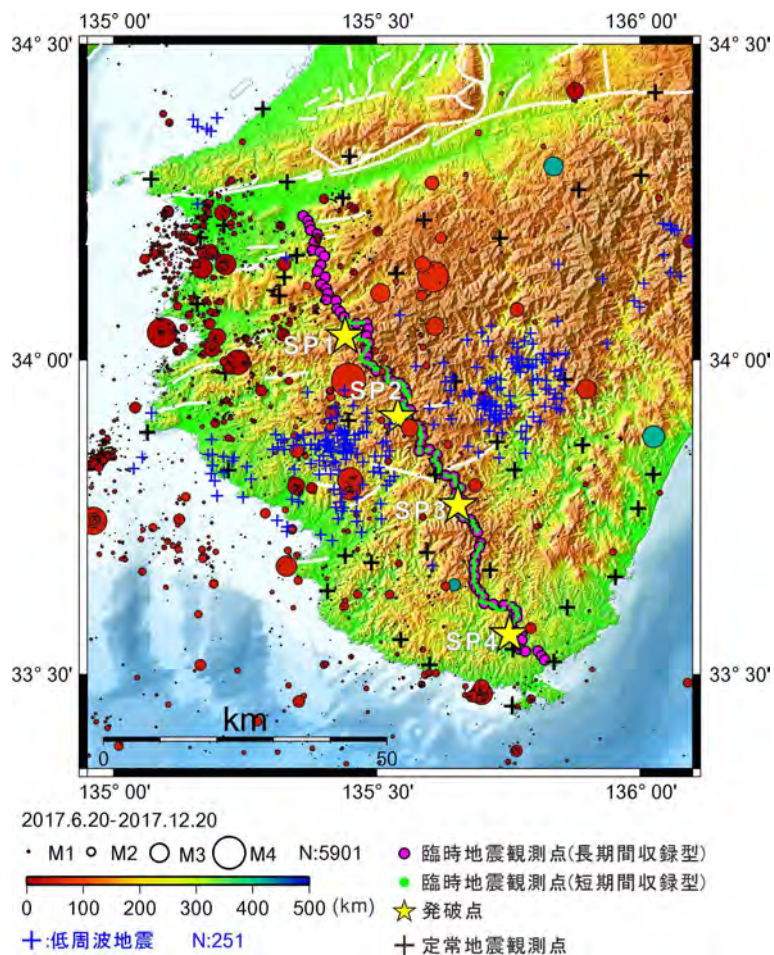 135° 00' 135° 30' 136° 00'
34° 30' 34° 30'
SP1
34° 00' 34° 00'
SP2
SP3
SP4
33° 30' 33° 30'
km
0 50
135° 00' 135° 30' 136° 00'
2017.6.20-2017.12.20
M1 M2 M3 M4 N:5901
0 100 200 300 400 500 (km)
+:低周波地震 N:251
臨時地震観測点(長期間収録型)
臨時地震観測点(短期間収録型)
発破点
定常地震観測点